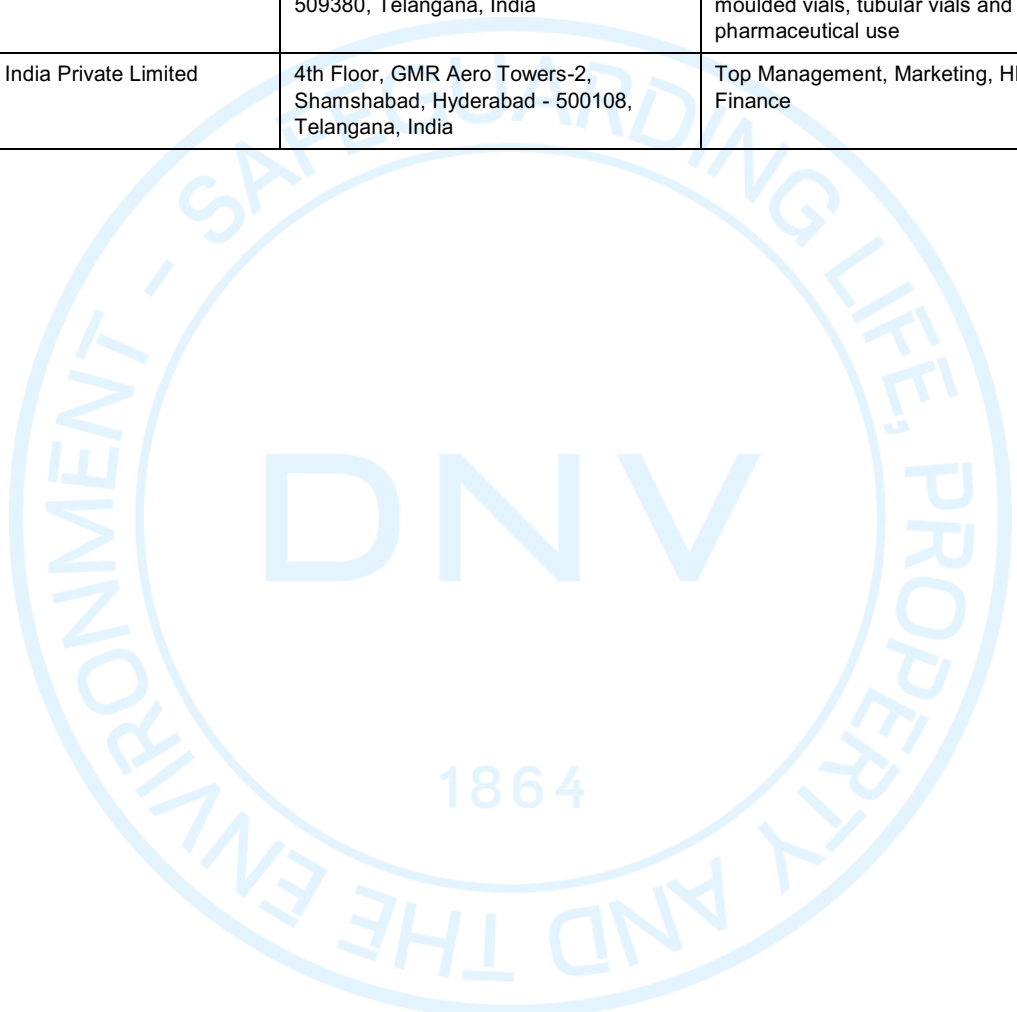 509380, Telangana, India
moulded vials, tubular vials and
pharmaceutical use
India Private Limited
4th Floor, GMR Aero Towers-2,
Shamshabad, Hyderabad - 500108,
Telangana, India
Top Management, Marketing,
Finance
SAFEGUARDING LIFE, PROPERTY AND THE ENVIRONMENT -
DNV
1864